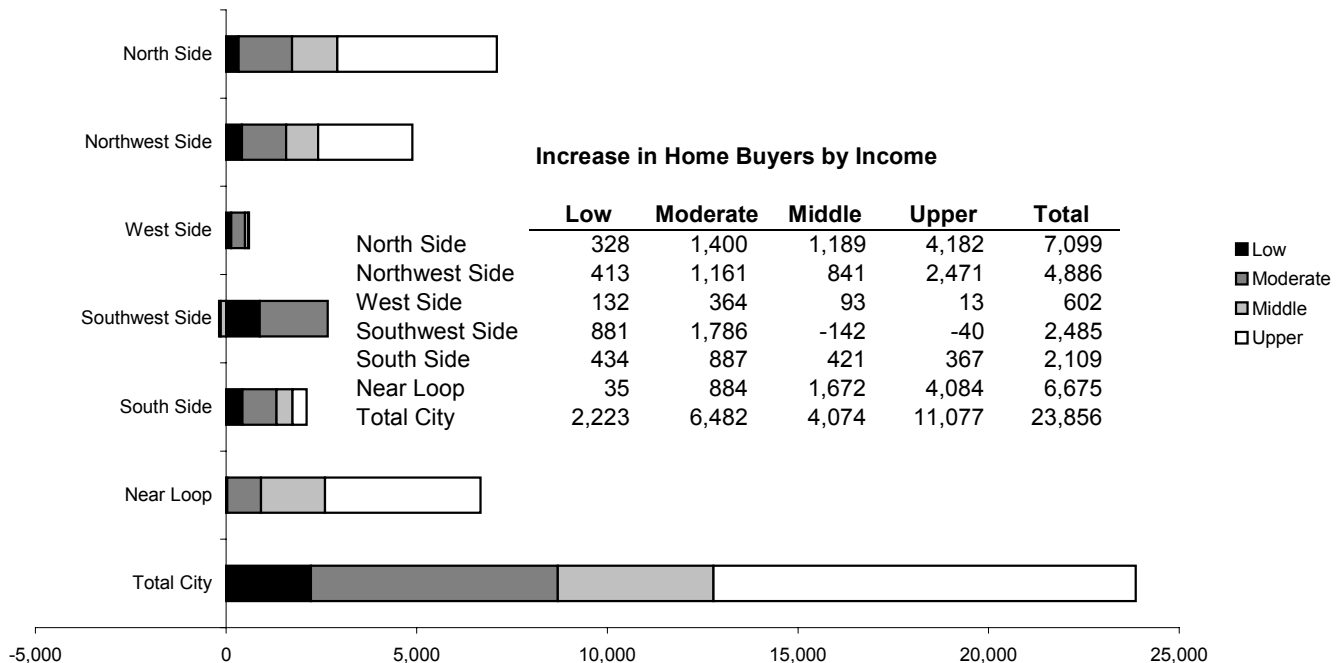 North Side
Northwest Side
West Side
Southwest Side
South Side
Near Loop
Total City
Increase in Home Buyers by Income
Low Moderate Middle Upper Total
North Side 328 1,400 1,189 4,182 7,099
Northwest Side 413 1,161 841 2,471 4,886
West Side 132 364 93 13 602
Southwest Side 881 1,786 -142 -40 2,485
South Side 434 887 421 367 2,109
Near Loop 35 884 1,672 4,084 6,675
Total City 2,223 6,482 4,074 11,077 23,856
Low
Moderate
Middle
Upper
-5,000 0 5,000 10,000 15,000 20,000 25,000